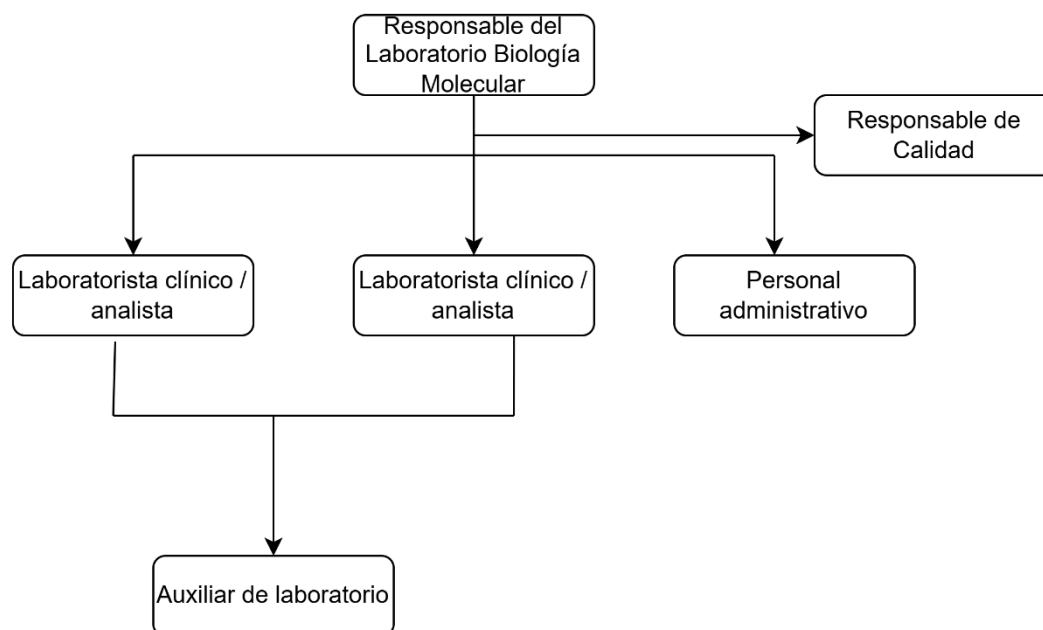 Responsable del
Laboratorio Biología
Molecular
Responsable de
Calidad
Laboratorista clínico /
analista
Laboratorista clínico /
analista
Personal
administrativo
Auxiliar de laboratorio